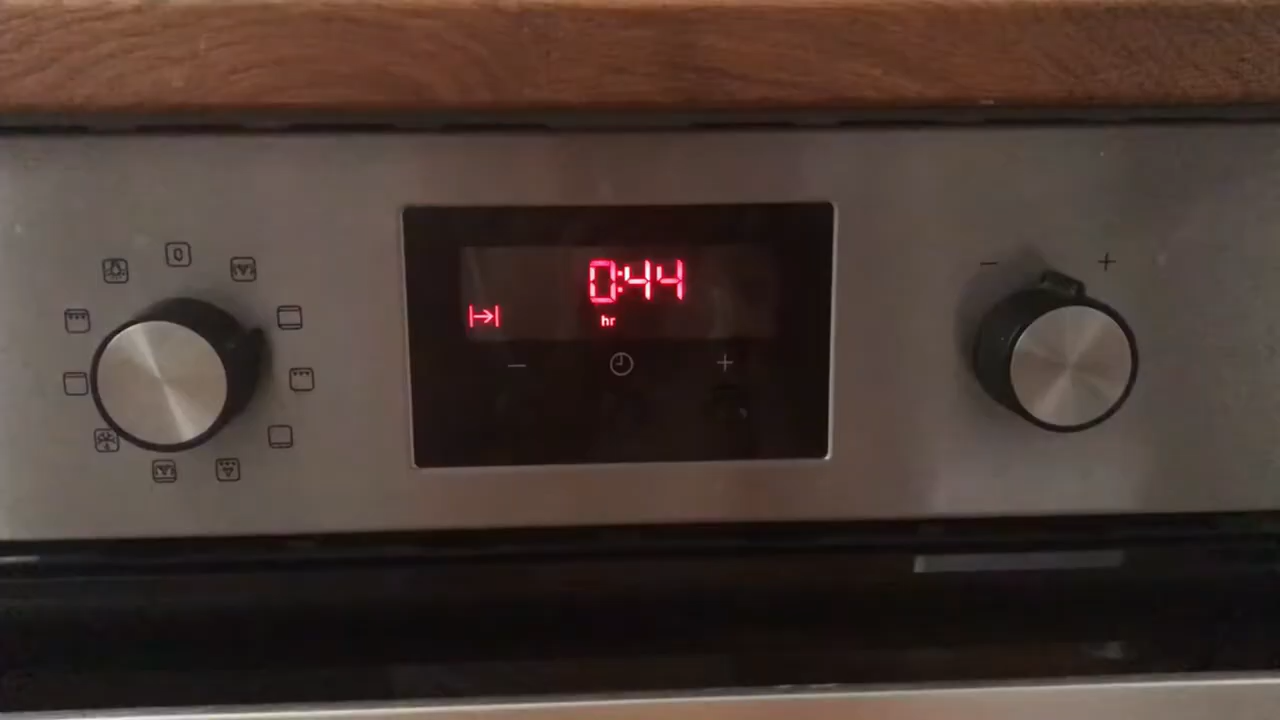 0:44
hr
- +
- +